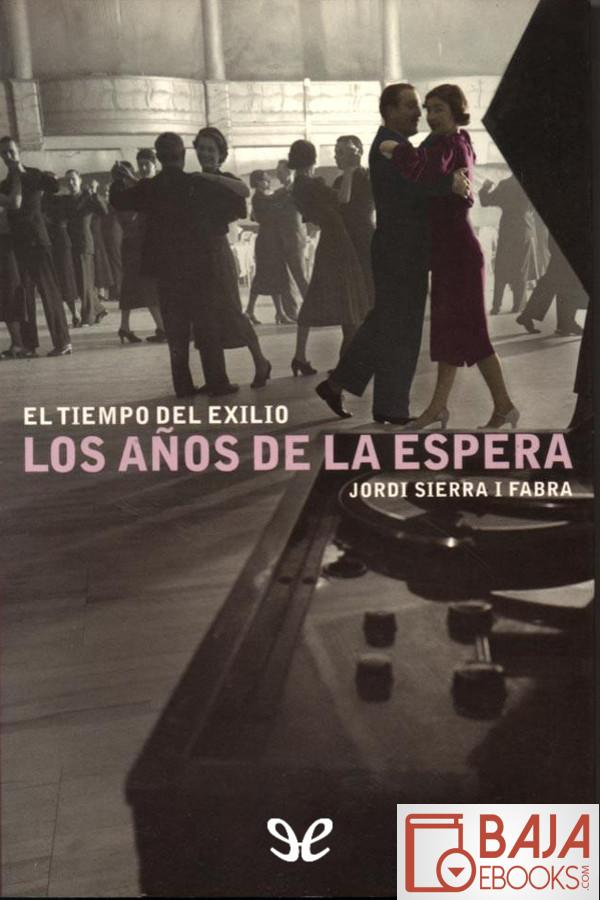 EL TIEMPO DEL EXILIO
LOS AÑOS DE LA ESPERA
JORDI SIERRA I FABRA
BAJA
EBOOKS.COM